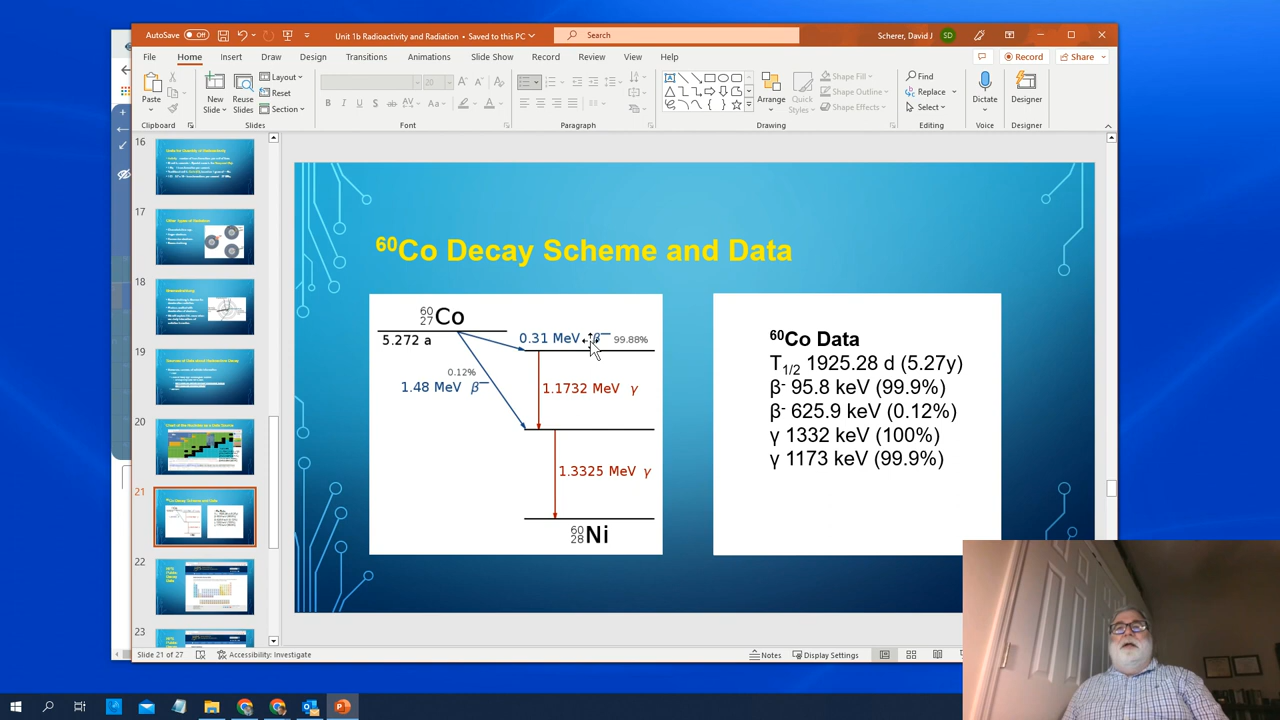 AutoSave Off
Unit 1b Radioactivity and Radiation - Saved to this PC
Search
Scherer, David J SD
File Home Insert Draw Design Transitions Animations Slide Show Record Review View Help
Record Share
Paste
New Slide
Reuse Slides
Layout
Reset
Section
20
Arrange
Quick Styles
Shape Fill
Shape Outline
Shape Effects
Find
Replace
Select
Dictate
Designer
Clipboard Slides Font Paragraph Drawing Editing Voice Designer
16
17
18
19
20
21
22
23
60Co Decay Scheme and Data
60 27 Co
5.272 a
0.31 MeV β− 99.88%
0.12%
1.48 MeV β−
1.1732 MeV γ
1.3325 MeV γ
60 28 Ni
60Co Data
T1/2 1925.28 d (5.27y)
β- 95.8 keV (99.9%)
β- 625.9 keV (0.12%)
γ 1332 keV (100%)
γ 1173 keV (99.9%)
Slide 21 of 27
Accessibility: Investigate
Notes
Display Settings